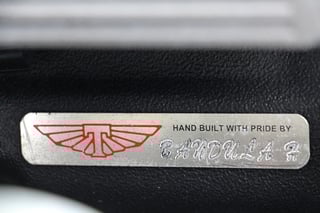 T
HAND BUILT WITH PRIDE BY
BANDULA H